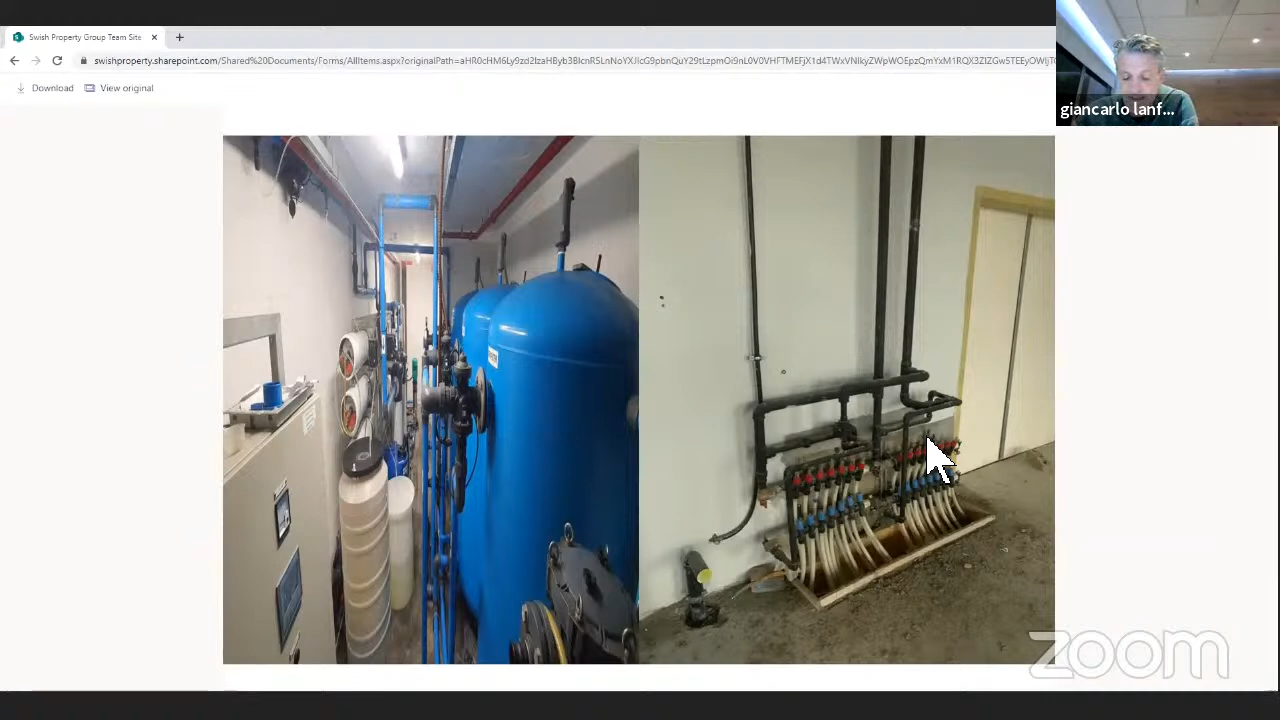 Swish Property Group Team Site
swishproperty.sharepoint.com/Shared%20Documents/Forms/AllItems.aspx?originalPath=
Download
View original
giancarlo lanf...
zoom